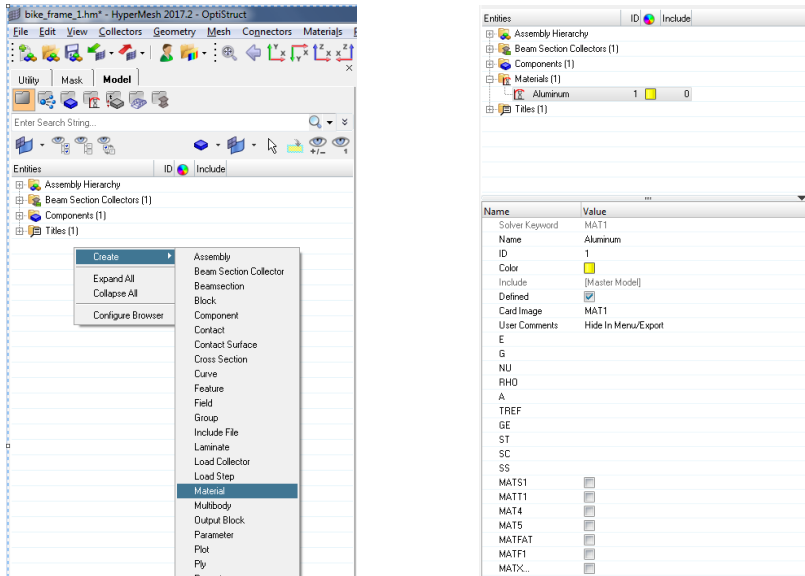 bike_frame_1.hm* - HyperMesh 2017.2 - OptiStruct
File Edit View Collectors Geometry Mesh Connectors Materials
Utility Mask Model
Enter Search String...
Entities ID Include
Assembly Hierarchy
Beam Section Collectors (1)
Components (1)
Titles (1)
Create
Expand All
Collapse All
Configure Browser
Assembly
Beam Section Collector
Beamsection
Block
Component
Contact
Contact Surface
Cross Section
Curve
Feature
Field
Group
Include File
Laminate
Load Collector
Load Step
Material
Multibody
Output Block
Parameter
Plot
Ply
Entities ID Include
Assembly Hierarchy
Beam Section Collectors (1)
Components (1)
Materials (1)
Aluminum 1 0
Titles (1)
Name Value
Solver Keyword MAT1
Name Aluminum
ID 1
Color
Include [Master Model]
Defined
Card Image MAT1
User Comments Hide In Menu/Export
E
G
NU
RHO
A
TREF
GE
ST
SC
SS
MATS1
MATT1
MAT4
MAT5
MATFAT
MATF1
MATX...